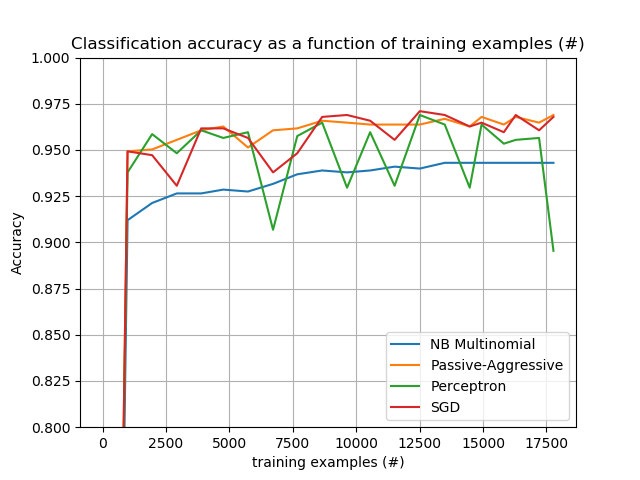 Classification accuracy as a function of training examples (#)
1.000
0.975
0.950
0.925
0.900
0.875
0.850
0.825
0.800
Accuracy
NB Multinomial
Passive-Aggressive
Perceptron
SGD
0 2500 5000 7500 10000 12500 15000 17500
training examples (#)